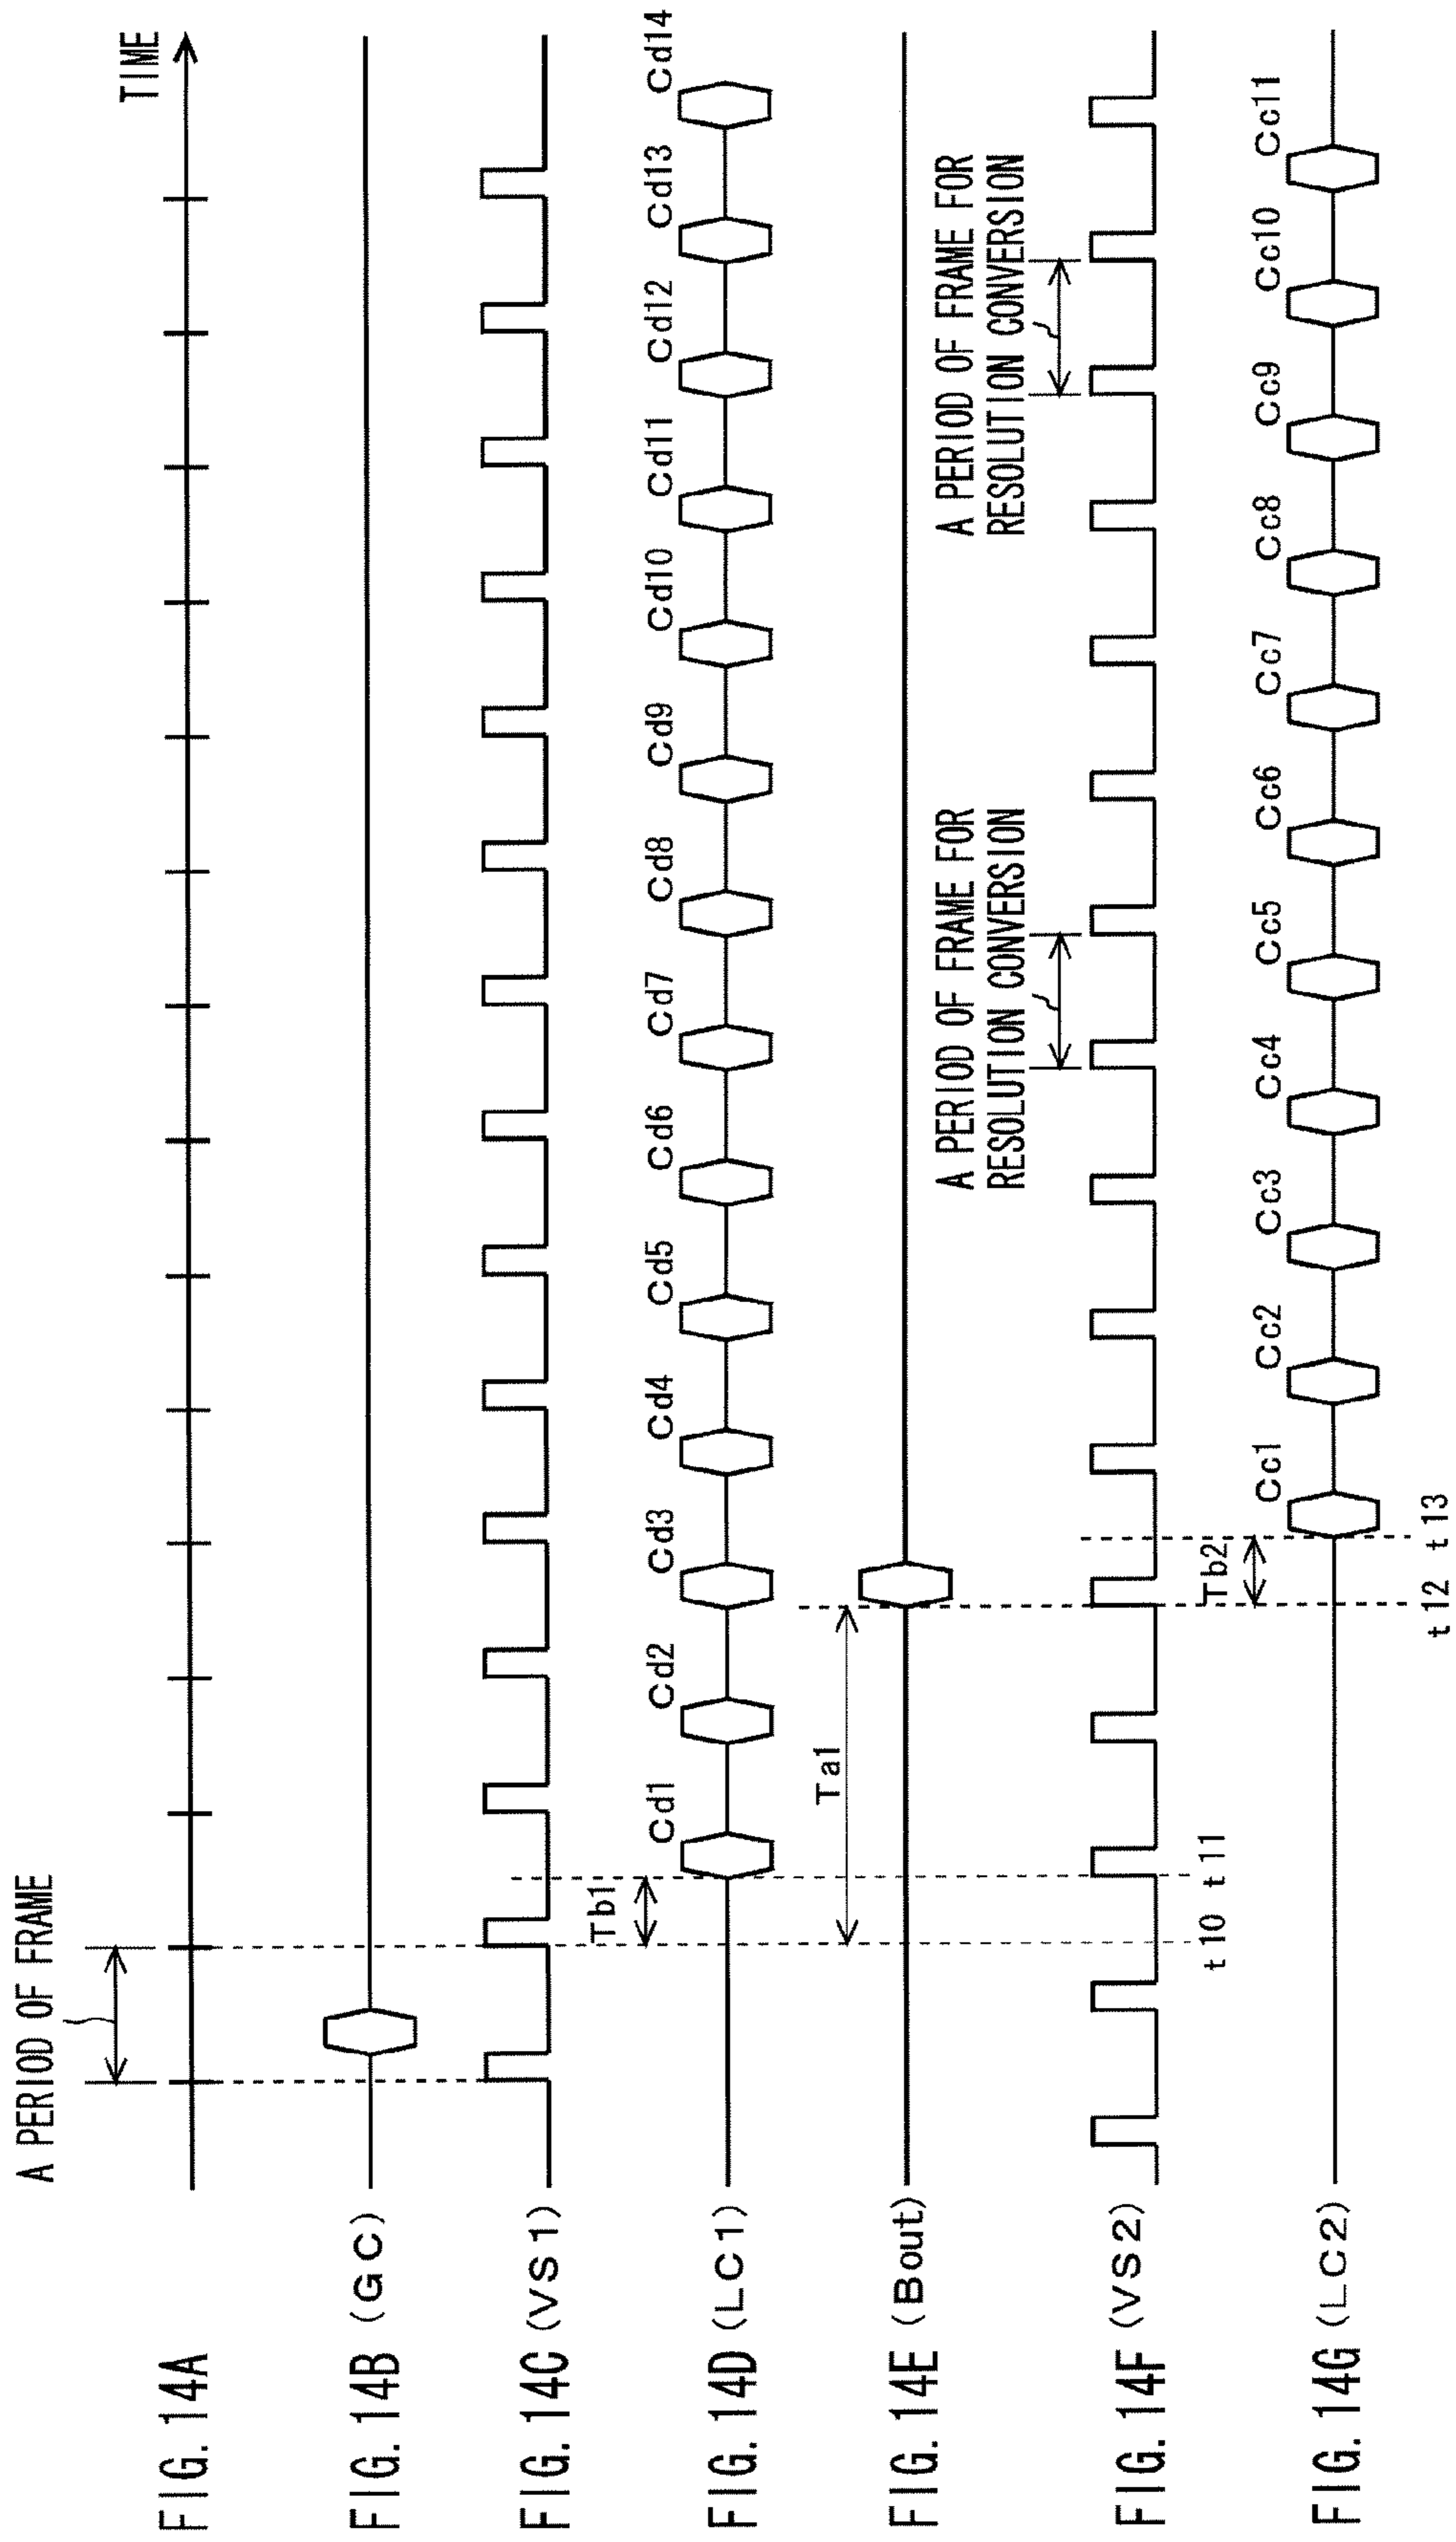 TIME
A PERIOD OF FRAME
FIG. 14A
FIG. 14B (GC)
FIG. 14C (VS1)
Tb1
Cd1 Cd2 Cd3 Cd4 Cd5 Cd6 Cd7 Cd8 Cd9 Cd10 Cd11 Cd12 Cd13 Cd14
FIG. 14D (LC1)
Ta1
FIG. 14E (Bout)
A PERIOD OF FRAME FOR
RESOLUTION CONVERSION
A PERIOD OF FRAME FOR
RESOLUTION CONVERSION
FIG. 14F (VS2)
t10 t11
Tb2
Cc1 Cc2 Cc3 Cc4 Cc5 Cc6 Cc7 Cc8 Cc9 Cc10 Cc11
FIG. 14G (LC2)
t12 t13